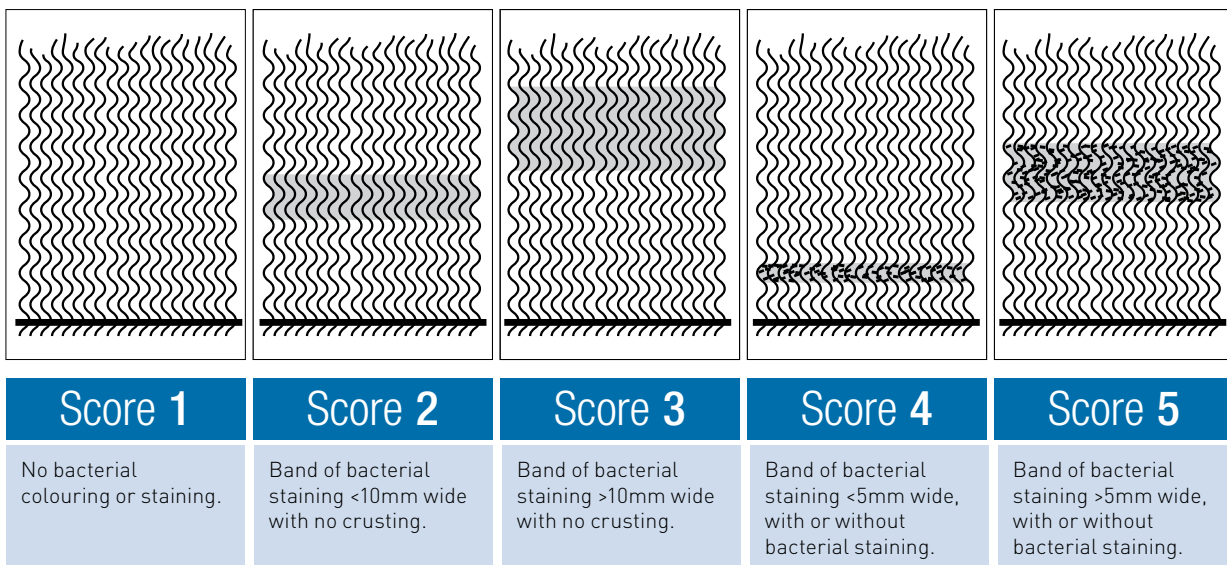 Score 1
Score 2
Score 3
Score 4
Score 5
No bacterial
colouring or staining.
Band of bacterial
staining <10mm wide
with no crusting.
Band of bacterial
staining >10mm wide
with no crusting.
Band of bacterial
staining <5mm wide,
with or without
bacterial staining.
Band of bacterial
staining >5mm wide,
with or without
bacterial staining.